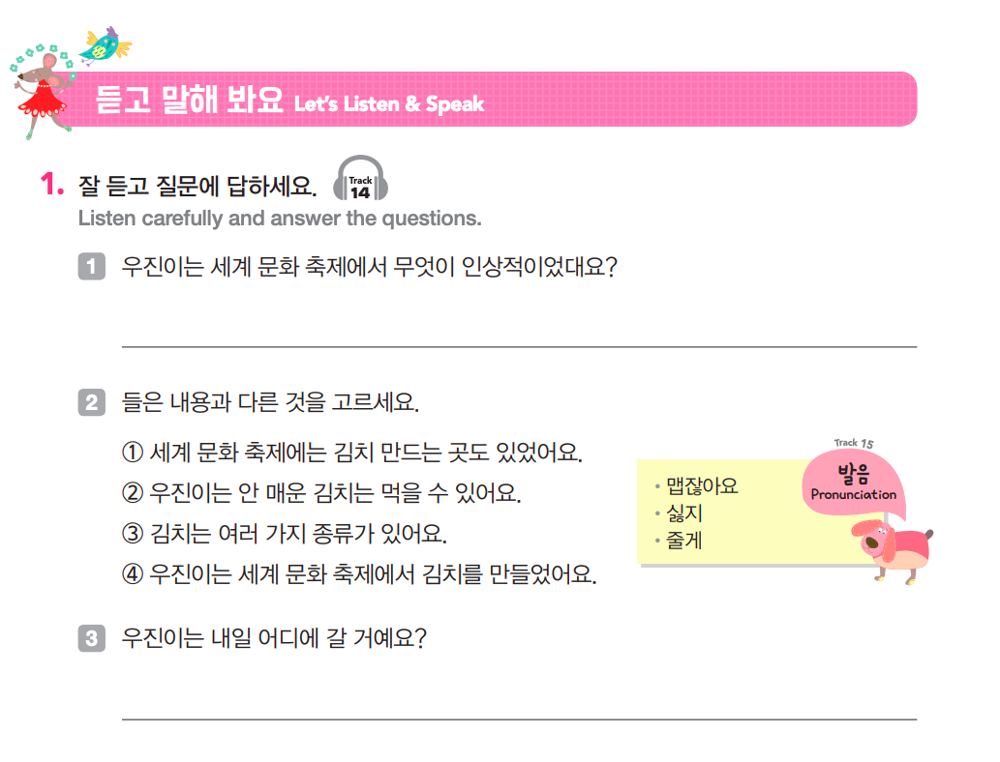 듣고 말해 봐요 Let's Listen & Speak
1. 잘 듣고 질문에 답하세요. Track 14
Listen carefully and answer the questions.
1 우진이는 세계 문화 축제에서 무엇이 인상적이었대요?
2 들은 내용과 다른 것을 고르세요.
① 세계 문화 축제에는 김치 만드는 곳도 있었어요.
② 우진이는 안 매운 김치는 먹을 수 있어요.
③ 김치는 여러 가지 종류가 있어요.
④ 우진이는 세계 문화 축제에서 김치를 만들었어요.
Track 15
발음
Pronunciation
• 맵잖아요
• 싫지
• 줄게
3 우진이는 내일 어디에 갈 거예요?